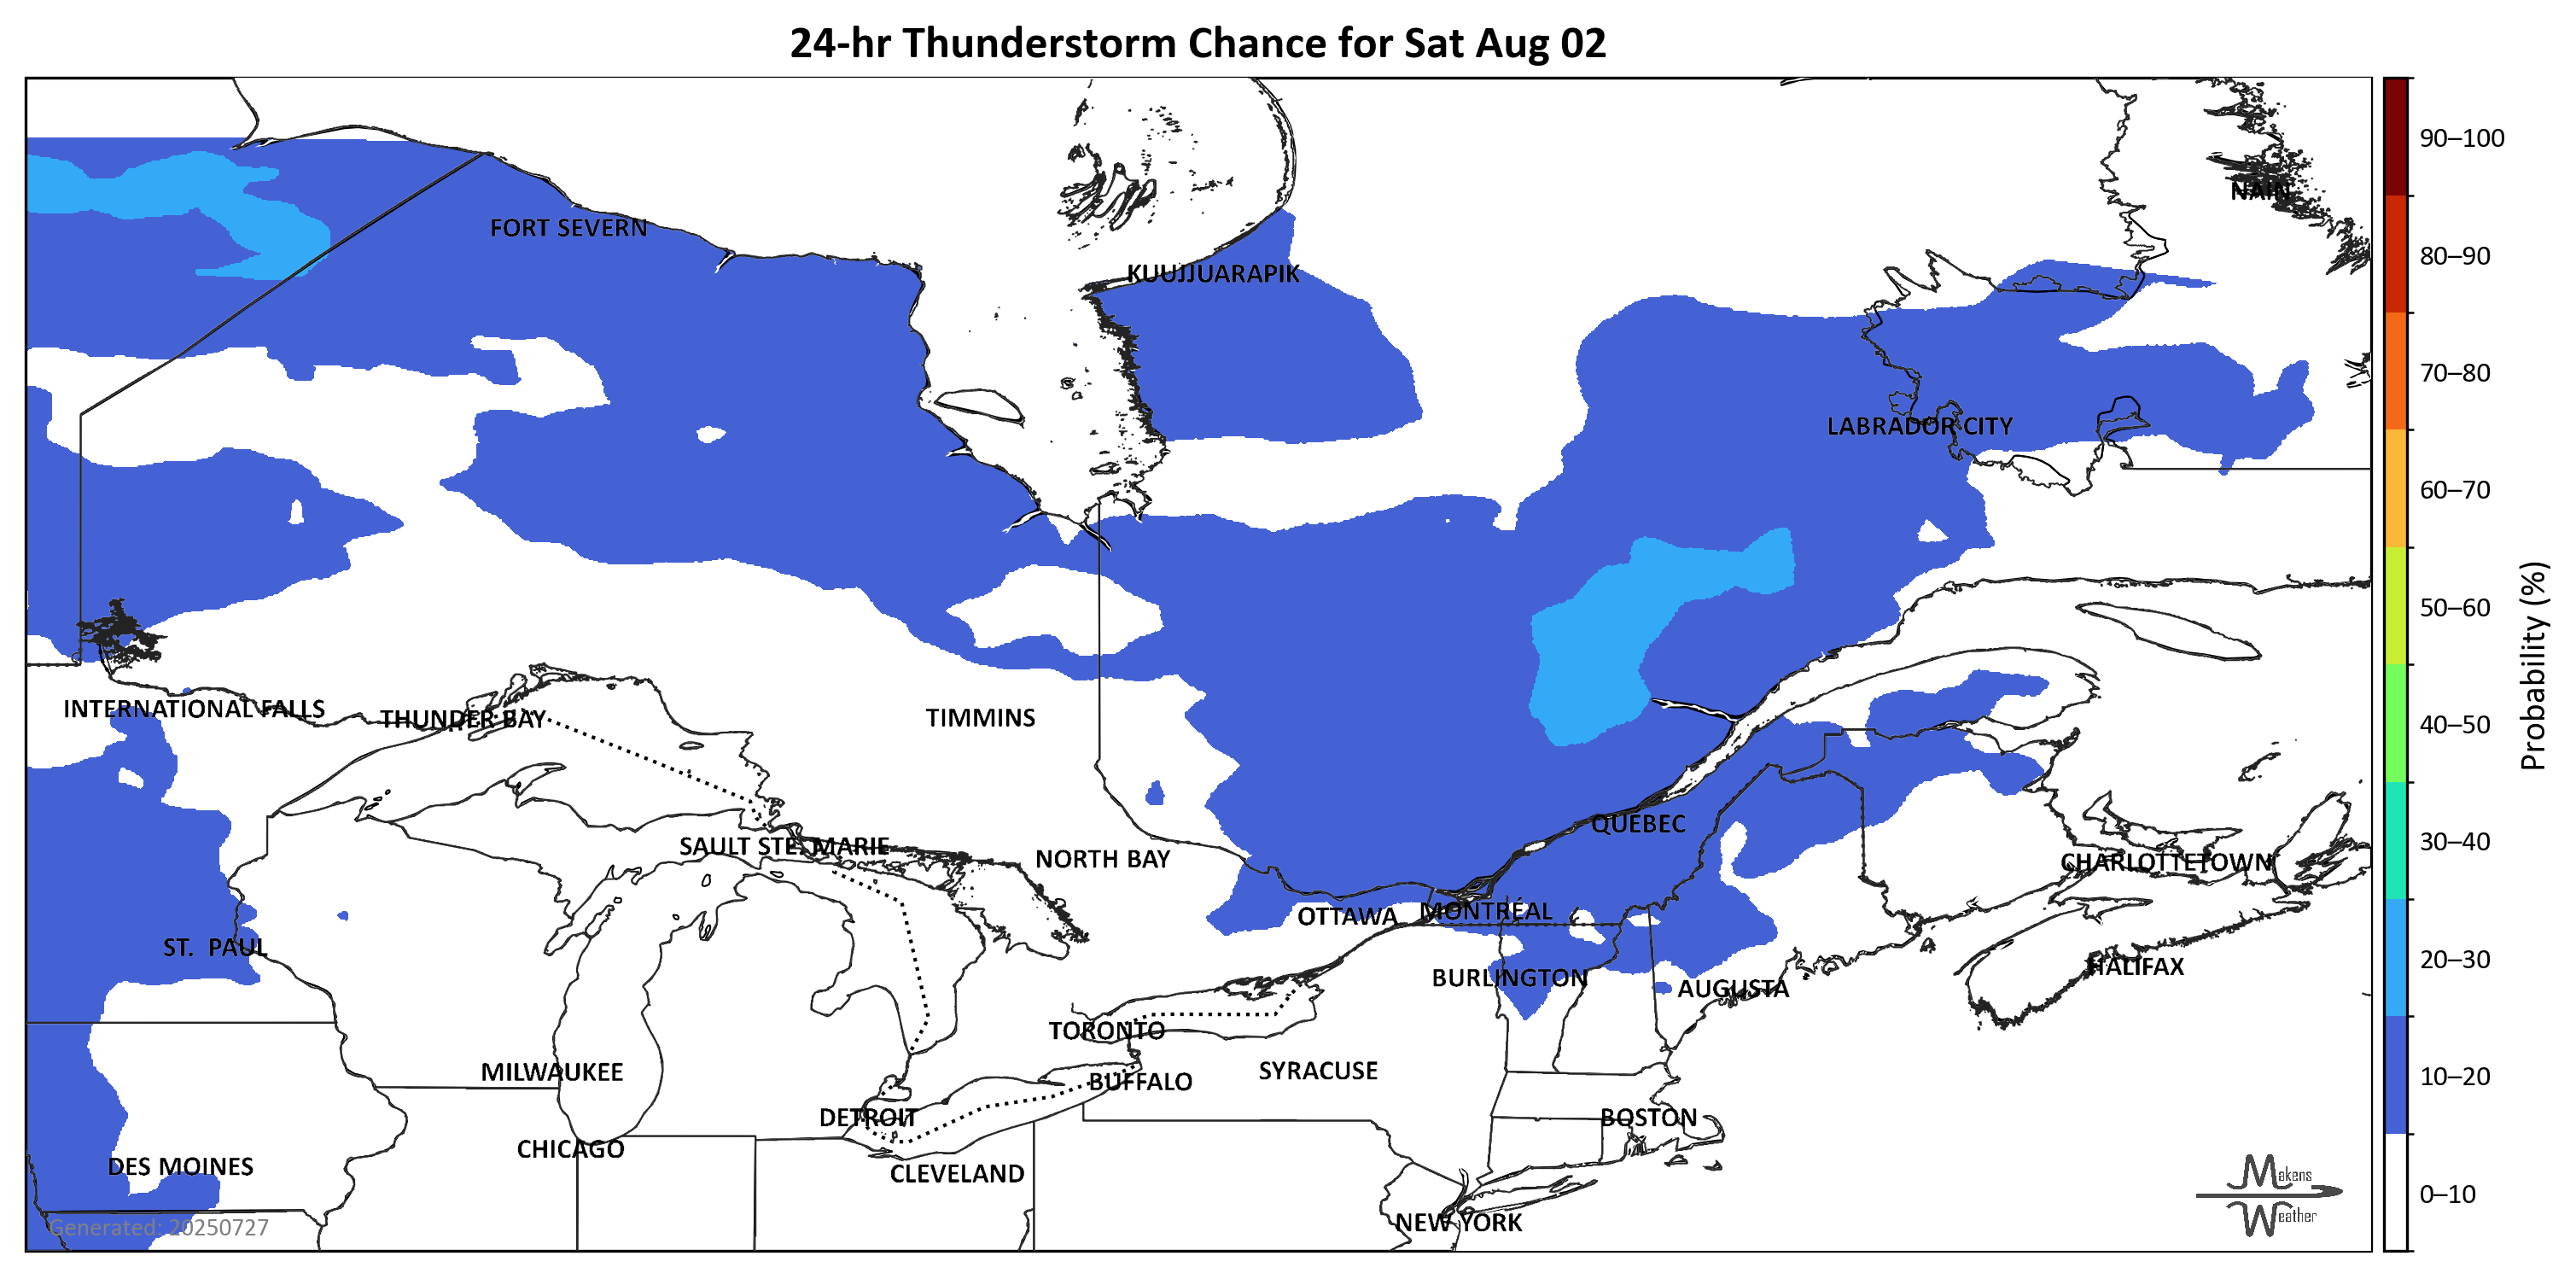 24-hr Thunderstorm Chance for Sat Aug 02
90–100
NAIN
FORT SEVERN
80–90
KUUJJUARAPIK
70–80
LABRADOR CITY
60–70
50–60
Probability (%)
INTERNATIONAL FALLS
THUNDER BAY
TIMMINS
40–50
QUEBEC
30–40
SAULT STE. MARIE
NORTH BAY
CHARLOTTETOWN
OTTAWA
MONTRÉAL
ST. PAUL
20–30
HALIFAX
BURLINGTON
AUGUSTA
TORONTO
MILWAUKEE
SYRACUSE
BUFFALO
10–20
DETROIT
BOSTON
CHICAGO
DES MOINES
CLEVELAND
Makens
Weather
0–10
NEW YORK
Generated: 20250727